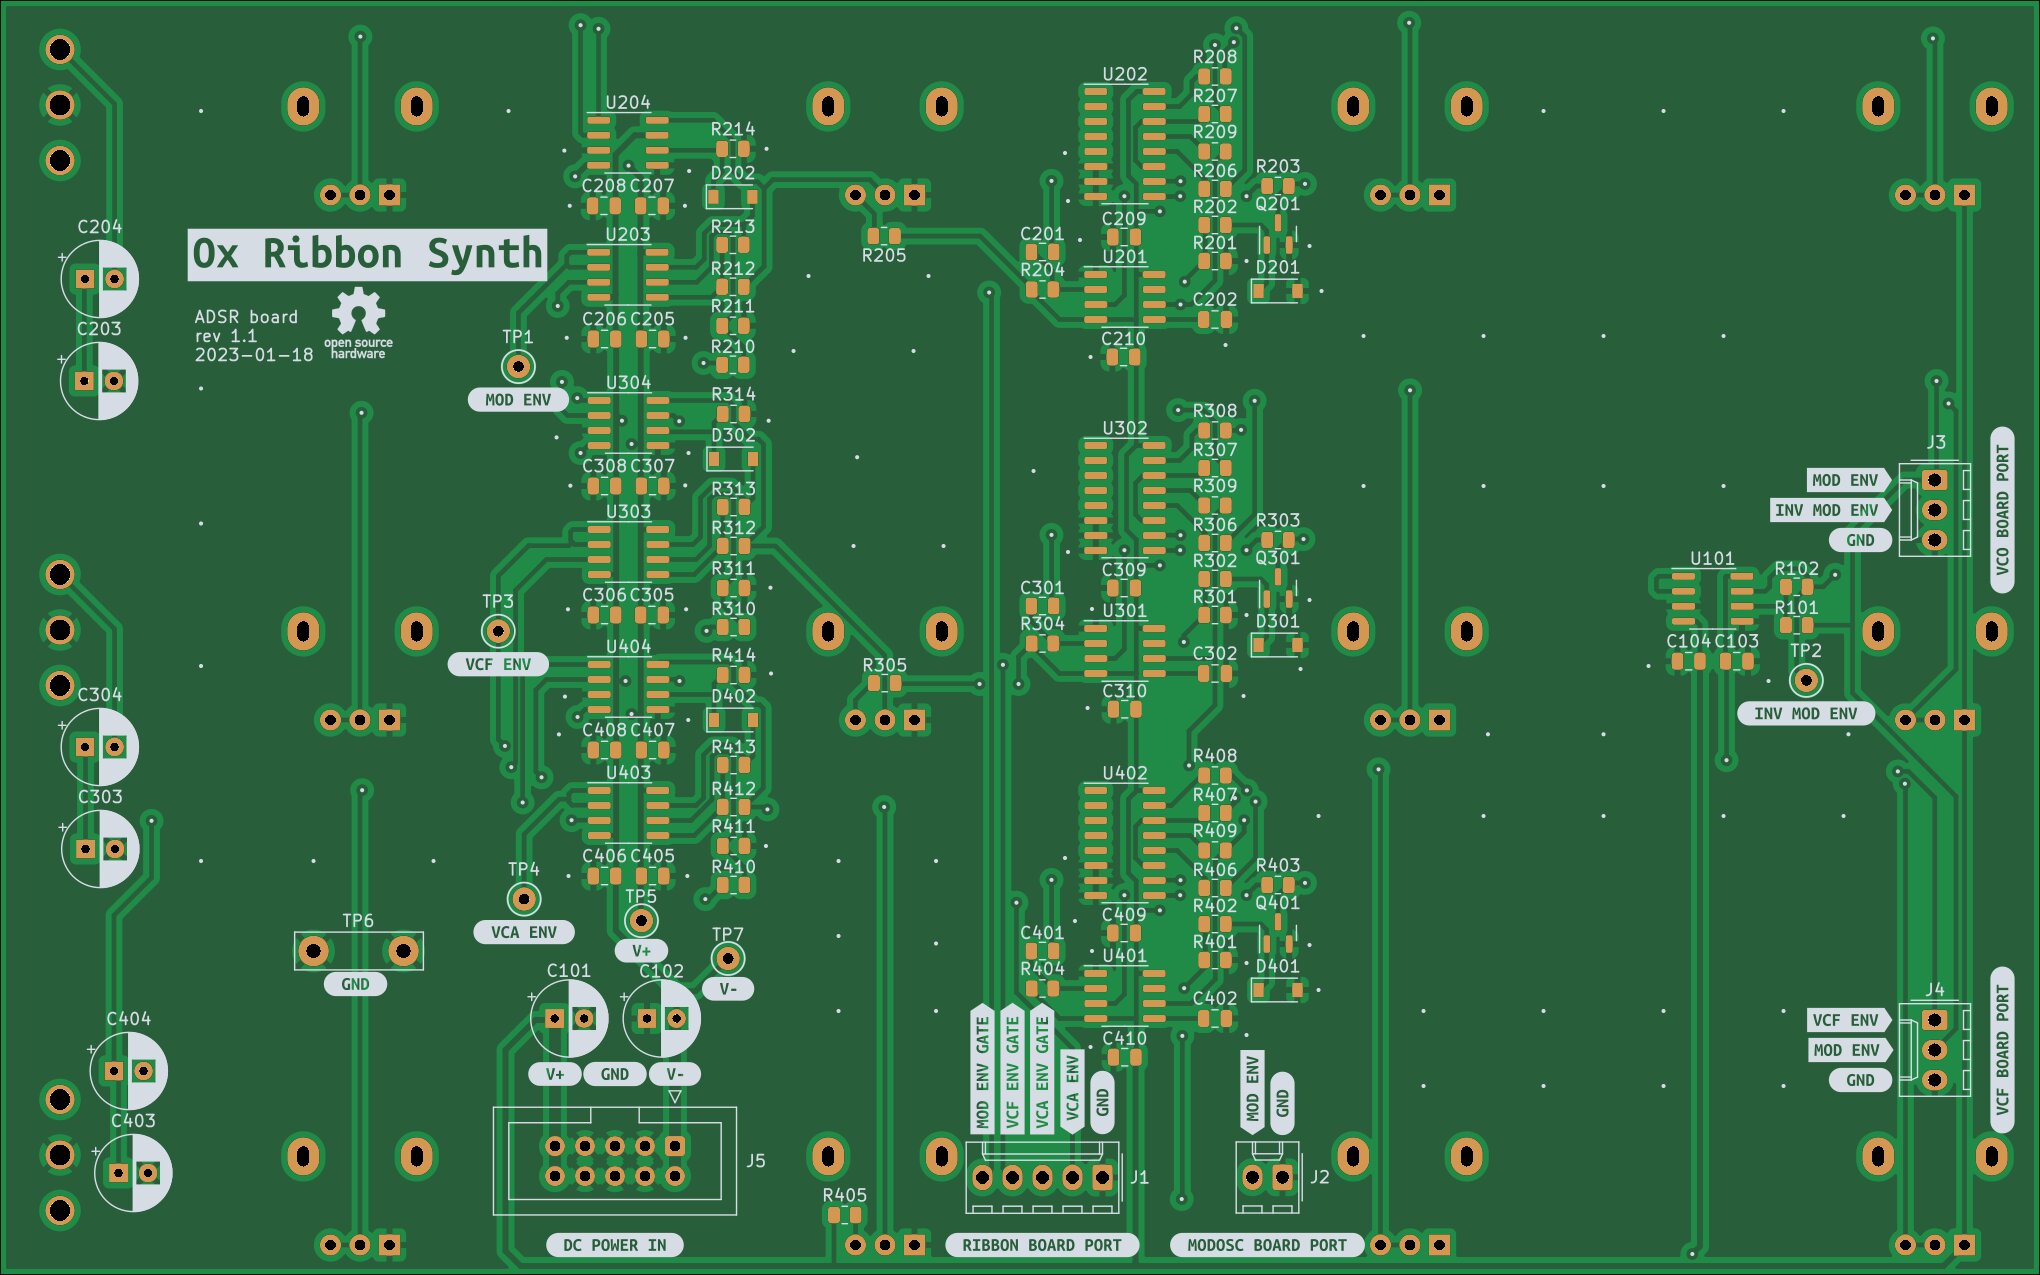 R208
U202
R207
U204
R214
R209
D202
R206
R203
C208 C207
R202
Q201
C204
+
Ox Ribbon Synth
U203
R213
C209
C201
U201
R201
R205
R212
R204
D201
ADSR board
rev 1.1
2023-01-18
open source
hardware
R211
C202
C203
+
C206 C205
TP1
R210
C210
MOD ENV
U304
R314
R308
U302
D302
R307
J3
MOD ENV
INV MOD ENV
GND
VCO BOARD PORT
C308 C307
R313
R309
U303
R312
R306
R303
Q301
R302
C309
R311
C301
U301
R301
D301
R304
U101
R102
R101
C104 C103
TP2
INV MOD ENV
TP3
VCF ENV
C306 C305
R310
U404
R414
R305
C302
C304
+
D402
C310
C408 C407
R413
U403
R412
R408
U402
R407
C303
+
R411
R409
C406 C405
R410
R406
R403
TP4
VCA ENV
TP5
V+
R402
Q401
TP6
GND
TP7
V-
C409
C401
U401
R401
D401
R404
C101
+
C102
+
C402
V+
GND
V-
C404
+
C410
MOD ENV GATE
VCF ENV GATE
VCA ENV GATE
VCA ENV
GND
MOD ENV
GND
J4
VCF ENV
MOD ENV
GND
VCF BOARD PORT
C403
+
J5
J1
J2
R405
DC POWER IN
RIBBON BOARD PORT
MODOSC BOARD PORT